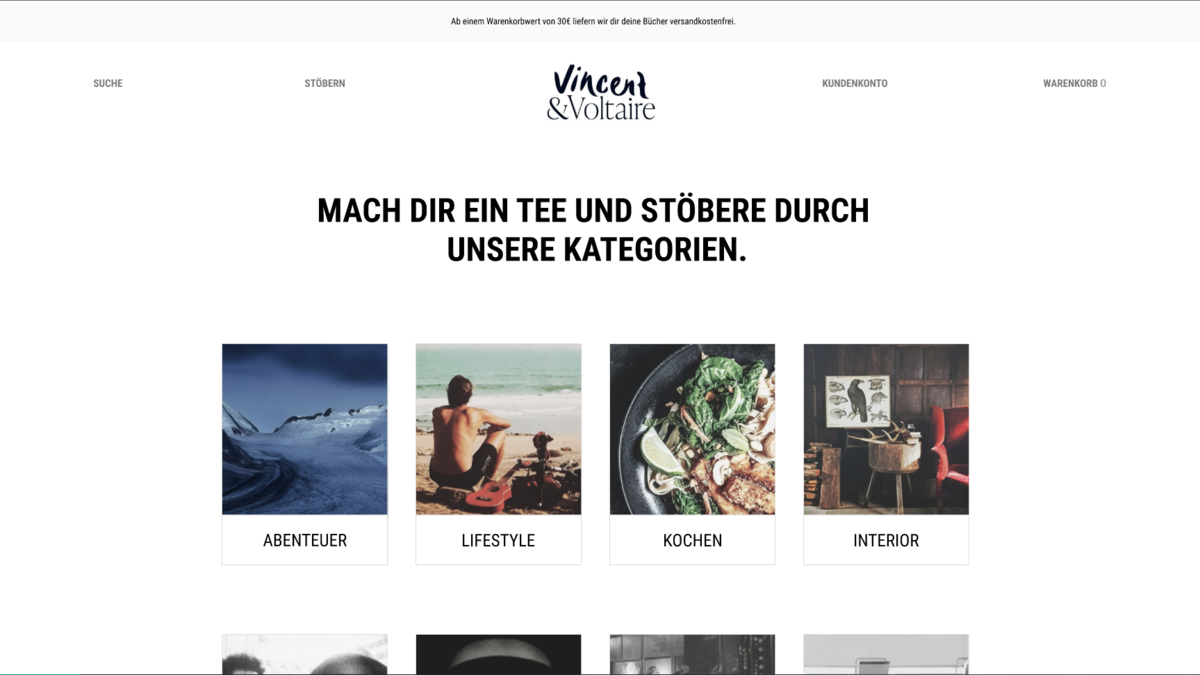 Ab einem Warenkorbwert von 30€ liefern wir dir deine Bücher versandkostenfrei.
SUCHE
STÖBERN
Vincent
&Voltaire
KUNDENKONTO
WARENKORB 0
MACH DIR EIN TEE UND STÖBERE DURCH
UNSERE KATEGORIEN.
ABENTEUER
LIFESTYLE
KOCHEN
INTERIOR